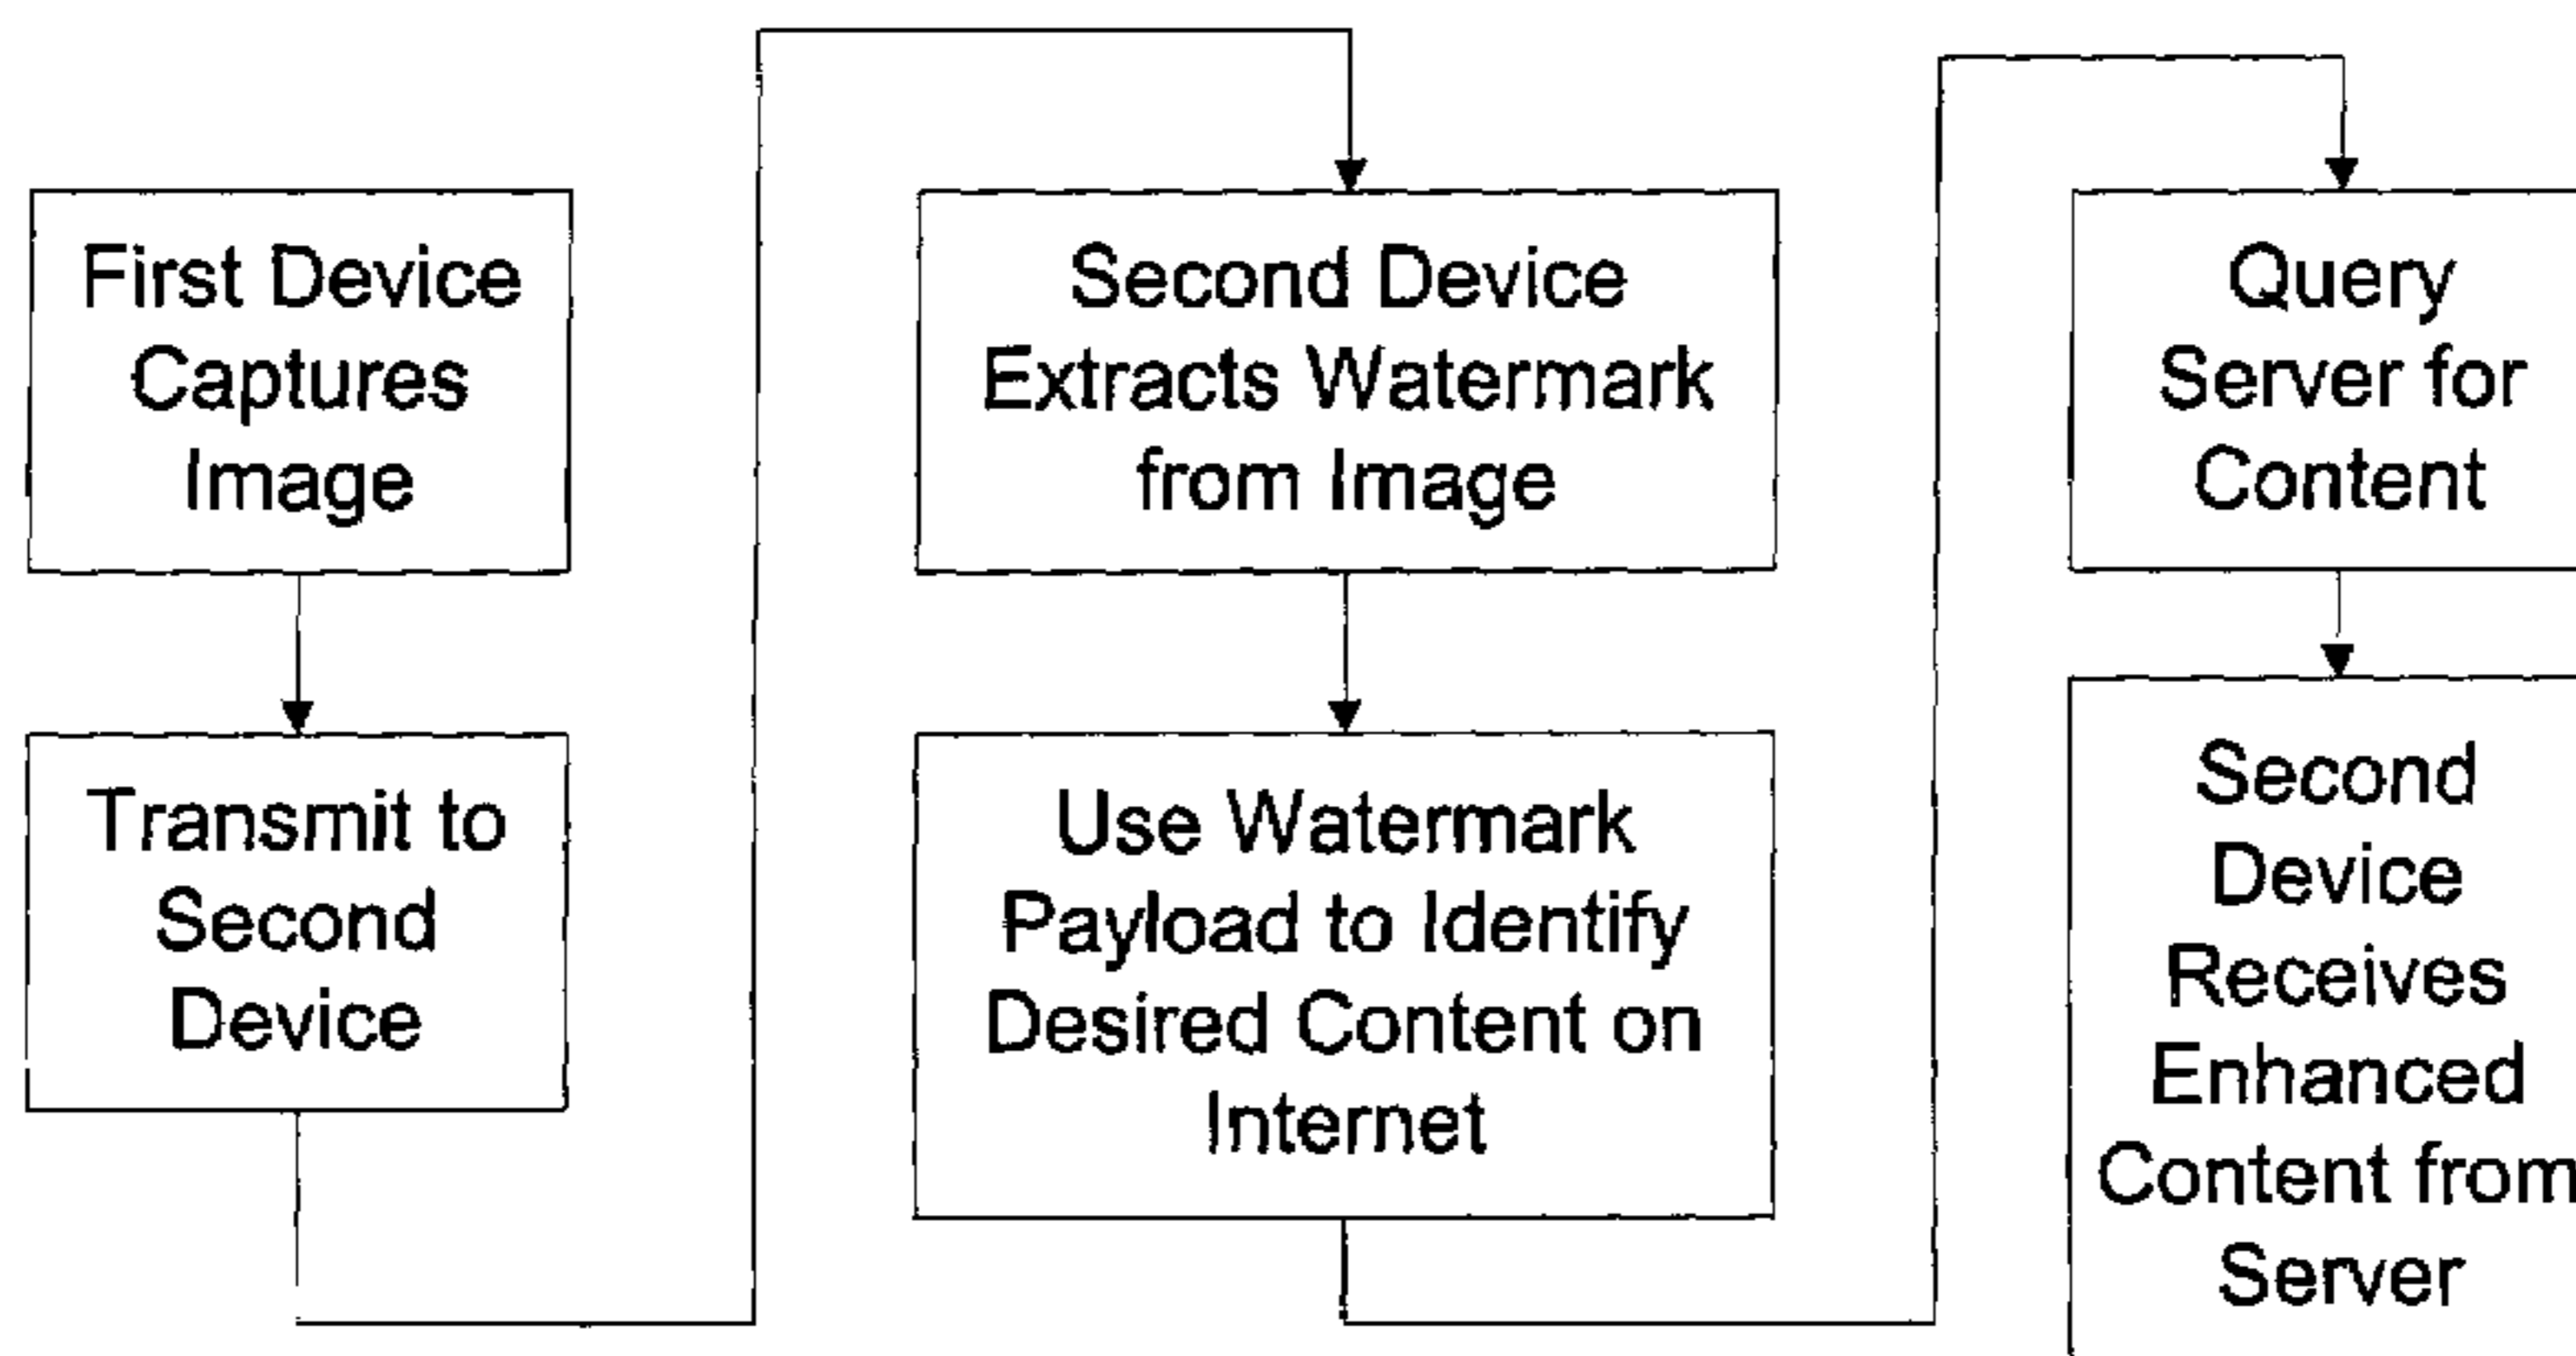 First Device
Captures
Image
Transmit to
Second
Device
Second Device
Extracts Watermark
from Image
Use Watermark
Payload to Identify
Desired Content on
Internet
Query
Server for
Content
Second
Device
Receives
Enhanced
Content from
Server